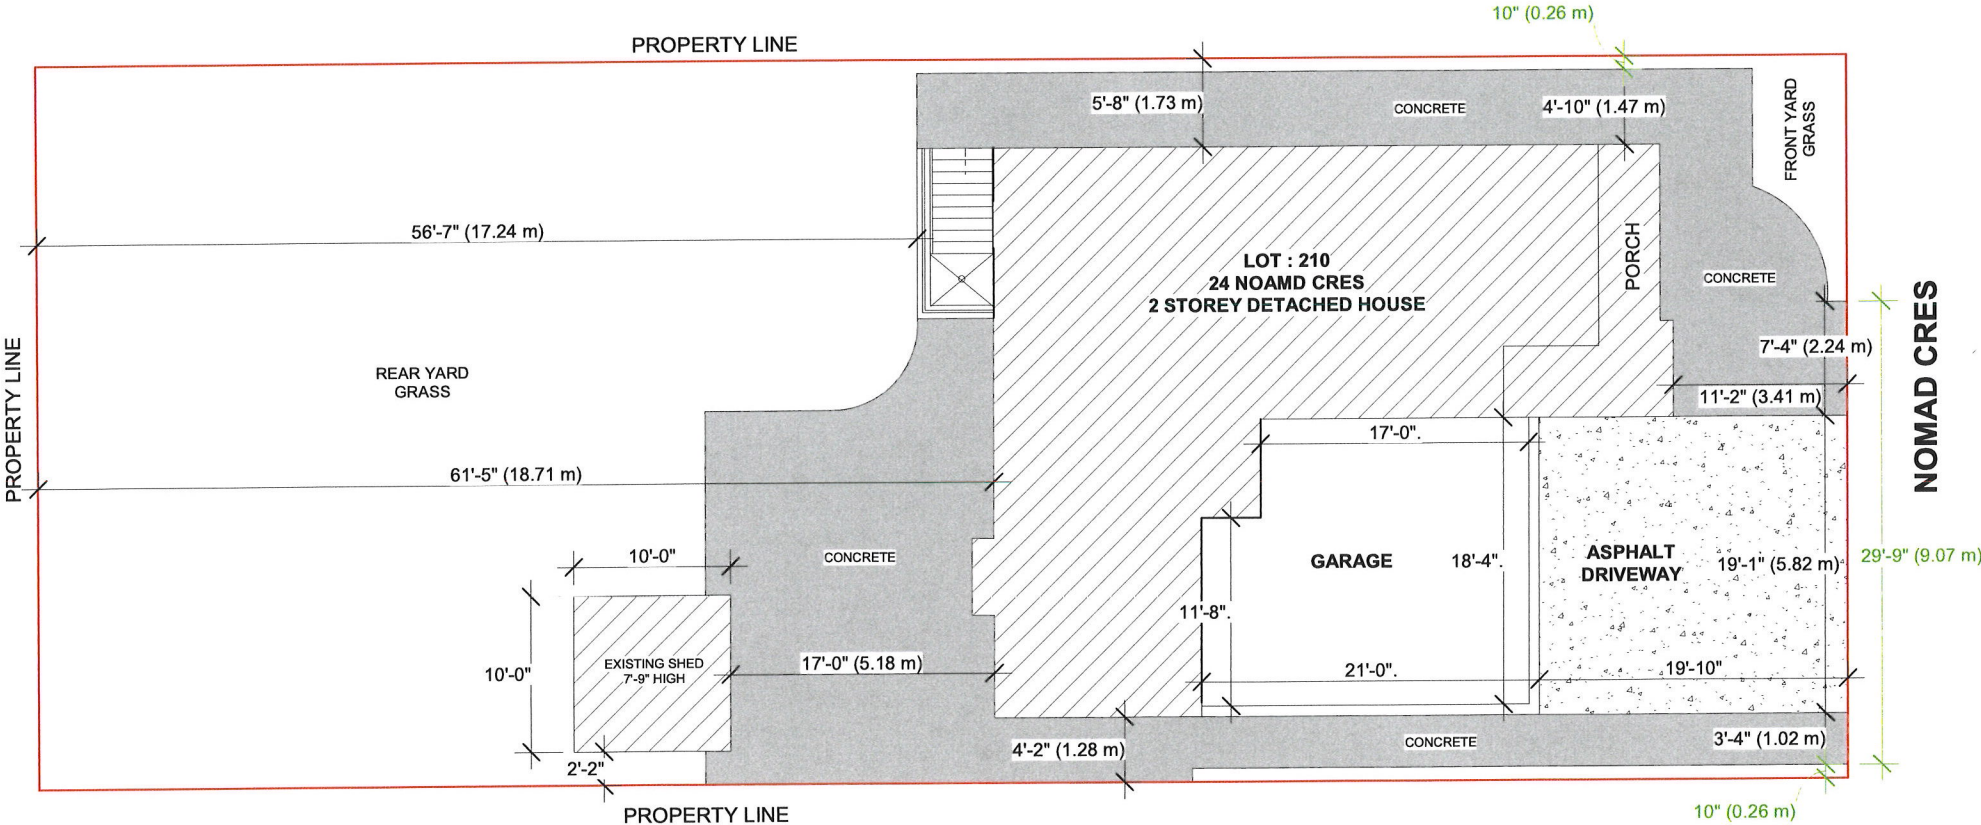 10" (0.26 m)
PROPERTY LINE
5'-8" (1.73 m)
CONCRETE
4'-10" (1.47 m)
FRONT YARD
GRASS
56'-7" (17.24 m)
LOT : 210
24 NOAMD CRES
2 STOREY DETACHED HOUSE
PORCH
CONCRETE
NOMAD CRES
7'-4" (2.24 m)
11'-2" (3.41 m)
PROPERTY LINE
REAR YARD
GRASS
17'-0".
61'-5" (18.71 m)
10'-0"
CONCRETE
GARAGE
18'-4".
ASPHALT
DRIVEWAY
19'-1" (5.82 m)
29'-9" (9.07 m)
11'-8".
10'-0"
EXISTING SHED
7'-9" HIGH
17'-0" (5.18 m)
21'-0".
19'-10"
4'-2" (1.28 m)
CONCRETE
3'-4" (1.02 m)
2'-2"
PROPERTY LINE
10" (0.26 m)